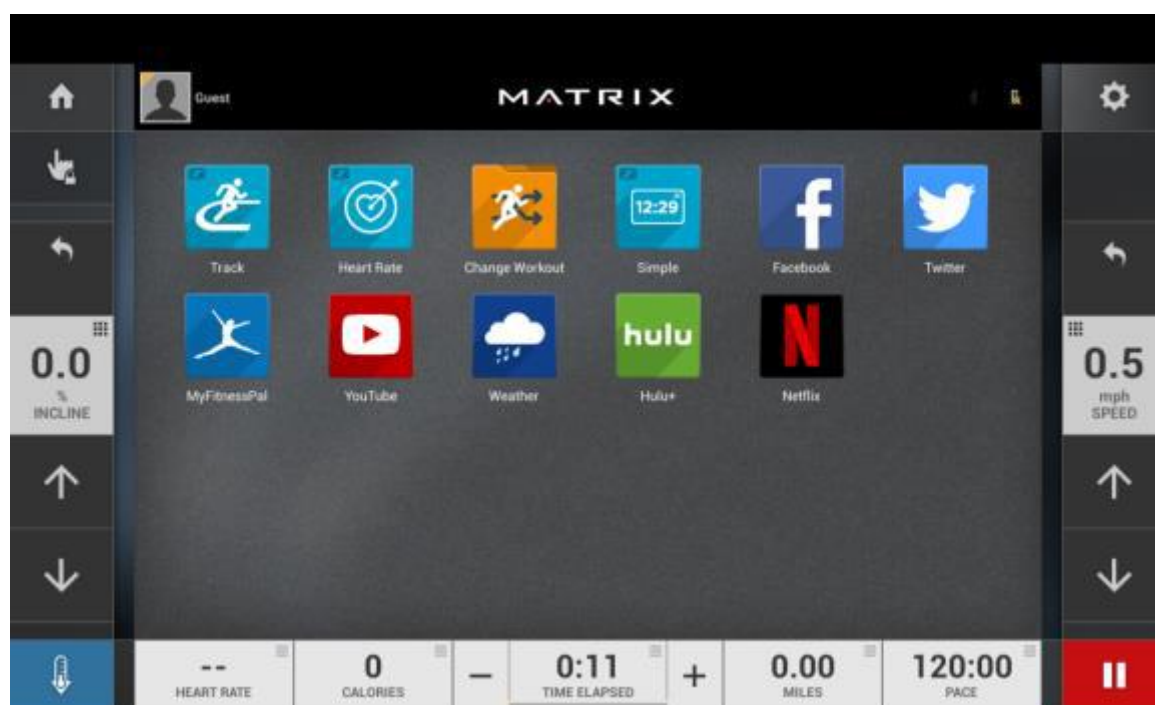 Guest
MATRIX
12:29
Track
Heart Rate
Change Workout
Simple
Facebook
Twitter
hulu
N
MyFitnessPal
YouTube
Weather
Hulu+
Netflix
0.0
%
INCLINE
0.5
mph
SPEED
--
HEART RATE
0
CALORIES
0:11
TIME ELAPSED
0.00
MILES
120:00
PACE